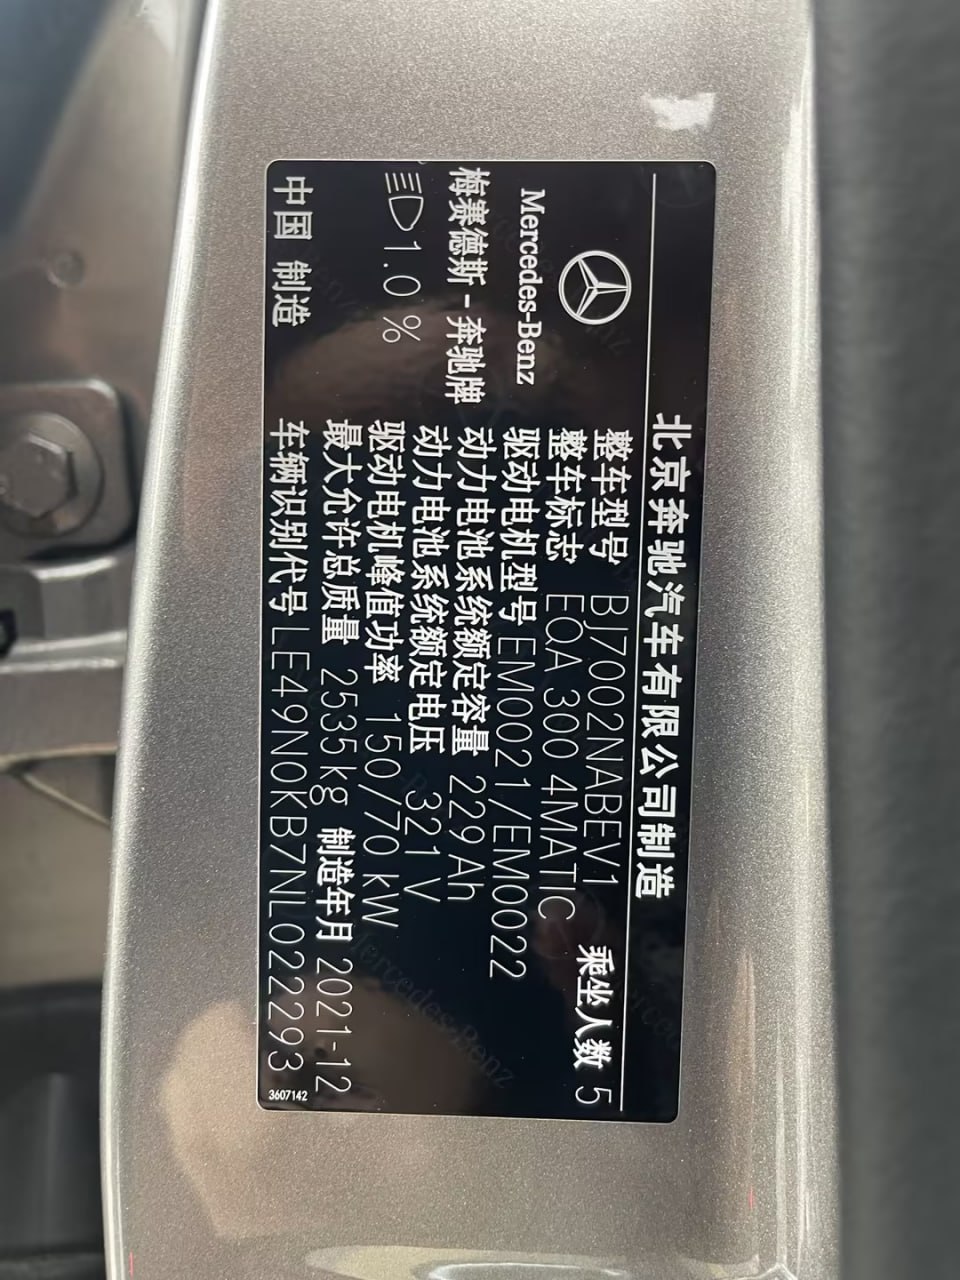 北京奔驰汽车有限公司制造
Mercedes-Benz
梅赛德斯-奔驰牌
1.0 %
中国 制造
整车型号 BJ7002NABEV1 乘坐人数 5
整车标志 EQA 300 4MATIC
驱动电机型号 EM0021/EM0022
动力电池系统额定容量 229 Ah
动力电池系统额定电压 321 V
驱动电机峰值功率 150/70 kW
最大允许总质量 2535 kg 制造年月 2021-12
车辆识别代号 LE49N0KB7NL022293
3607142